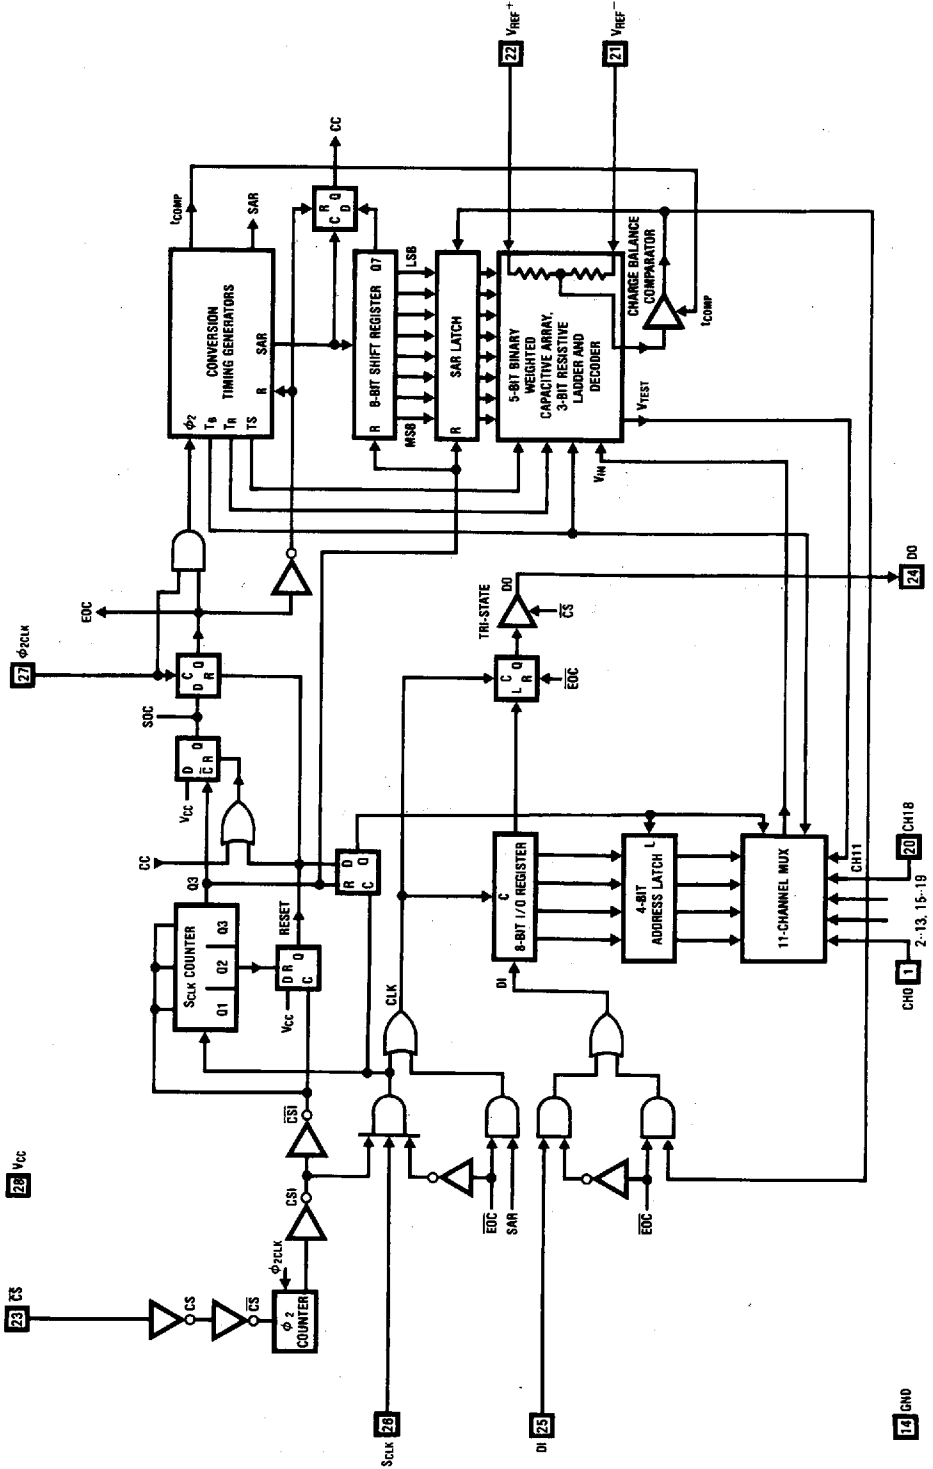 23 CS
28 VCC
27 ϕ2CLK
22 VREF+
21 VREF−
CS
CS
ϕ2
COUNTER
ϕ2CLK
CSI
CSI
SCLK COUNTER
Q1 Q2 Q3
Q3
VCC
D R Q
C
RESET
CC
VCC
D Q
C R
SOC
C
D Q
R
EOC
ϕ2
TB
TR
TS
CONVERSION
TIMING GENERATORS
R SAR
tCOMP
SAR
R
C Q
D
CC
R 8-BIT SHIFT REGISTER Q7
MSB LSB
R SAR LATCH
5-BIT BINARY
WEIGHTED
CAPACITIVE ARRAY,
3-BIT RESISTIVE
LADDER AND
DECODER
CHARGE BALANCE
COMPARATOR
tCOMP
VIN
VTEST
R D
Q
C
SCLK 26
CLK
EOC
SAR
DI 25
EOC
DI
C
8-BIT I/O REGISTER
4-BIT L
ADDRESS LATCH
11-CHANNEL MUX
C Q
L R
EOC
TRI-STATE
DO
CS
24 DO
CH0 1
2-13, 15-19
20 CH18
CH11
14 GND